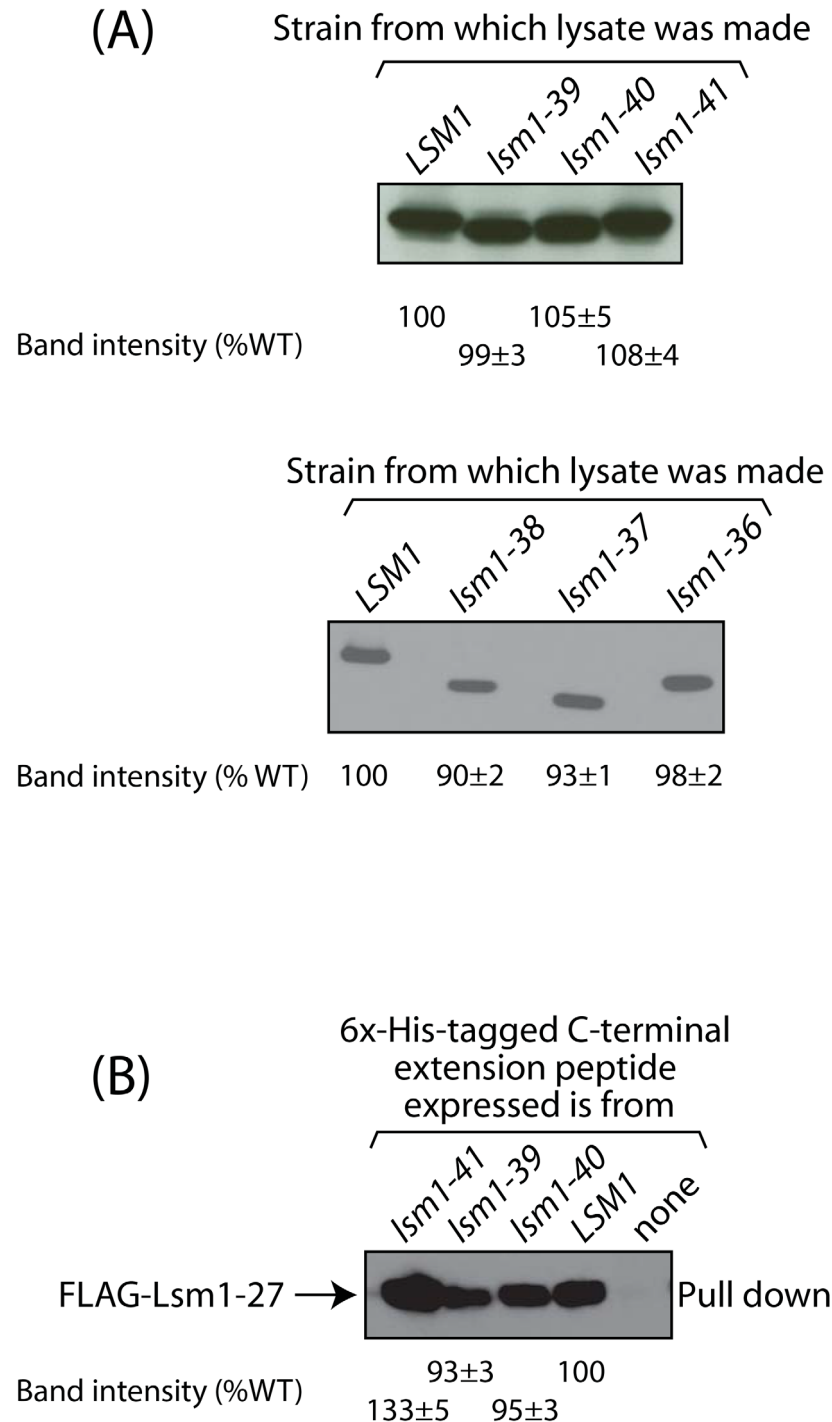 (A)
Strain from which lysate was made
LSM1 lsm1-39 lsm1-40 lsm1-41
100 105±5
Band intensity (%WT) 99±3 108±4
Strain from which lysate was made
LSM1 lsm1-38 lsm1-37 lsm1-36
Band intensity (% WT) 100 90±2 93±1 98±2
(B)
6x-His-tagged C-terminal
extension peptide
expressed is from
lsm1-41 lsm1-39 lsm1-40 LSM1 none
FLAG-Lsm1-27 Pull down
93±3 100
Band intensity (%WT) 133±5 95±3